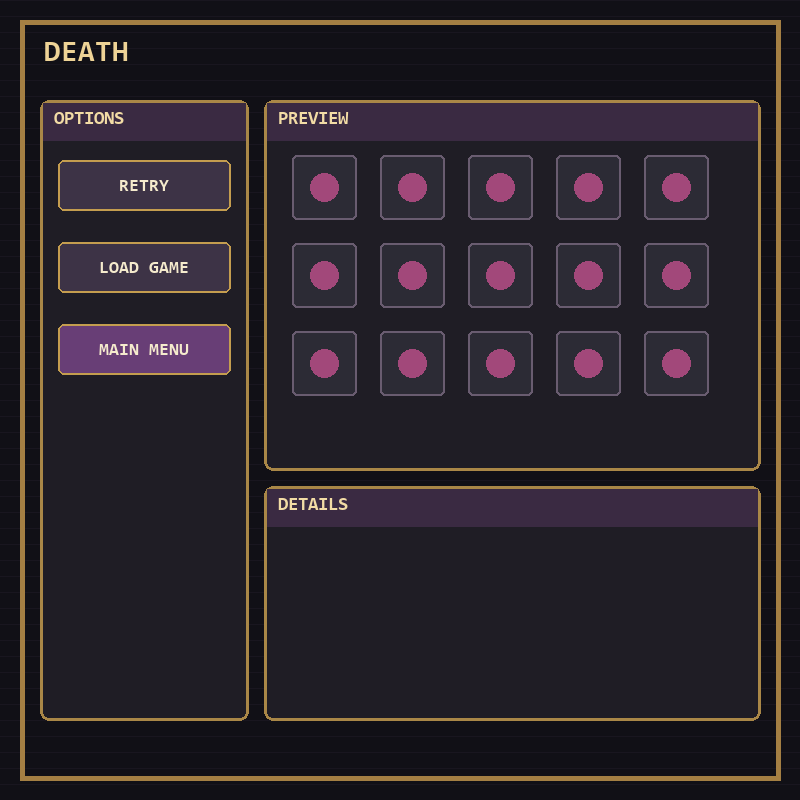 DEATH
OPTIONS
RETRY
LOAD GAME
MAIN MENU
PREVIEW
DETAILS